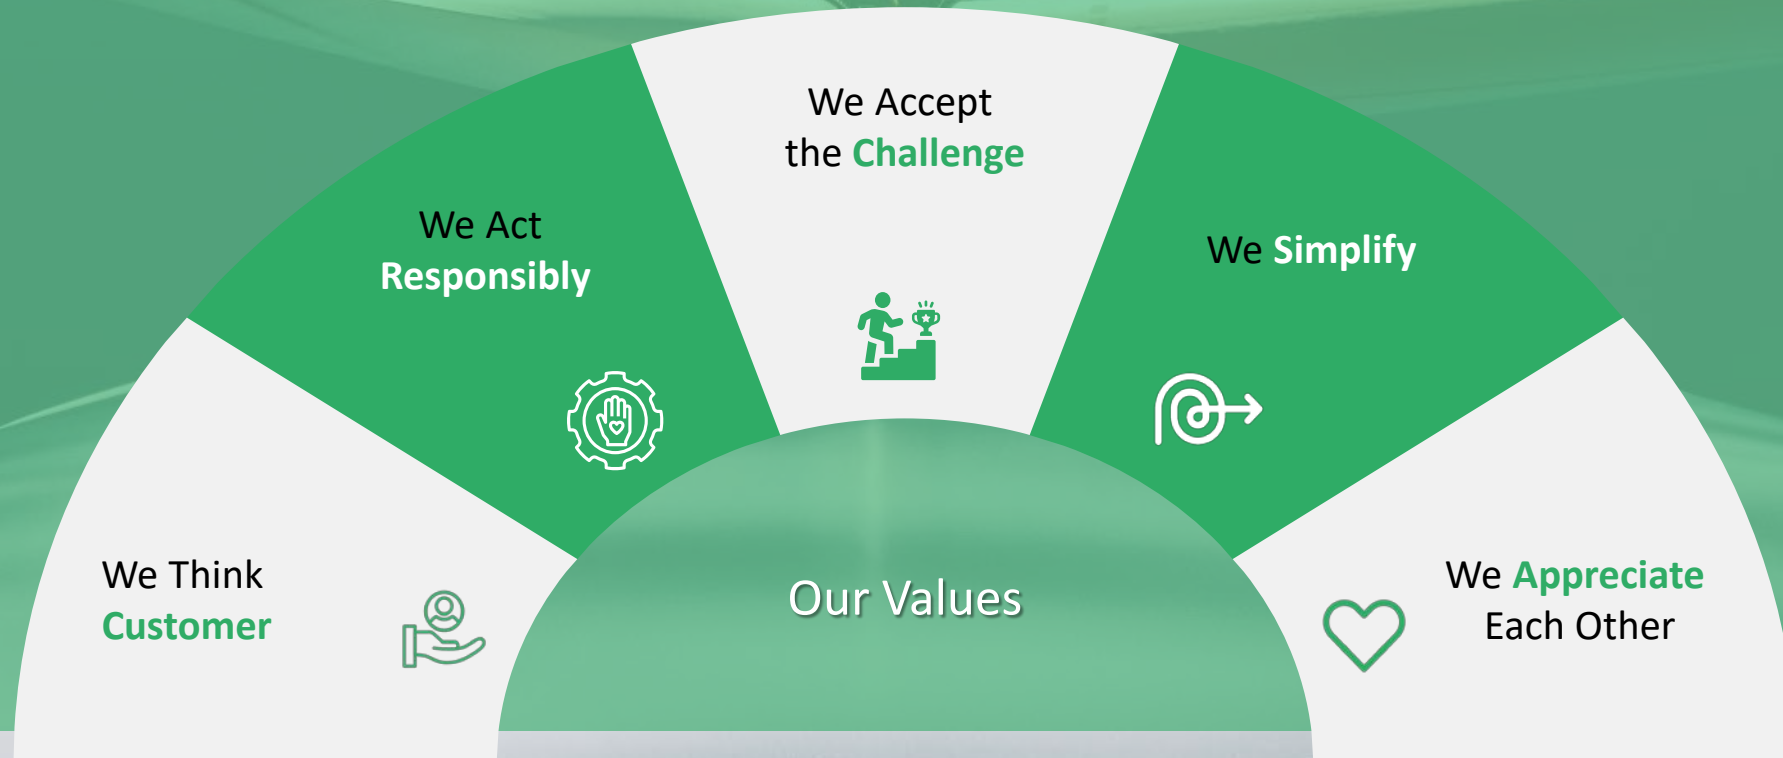 We Think
Customer
We Act
Responsibly
We Accept
the Challenge
We Simplify
We Appreciate
Each Other
Our Values